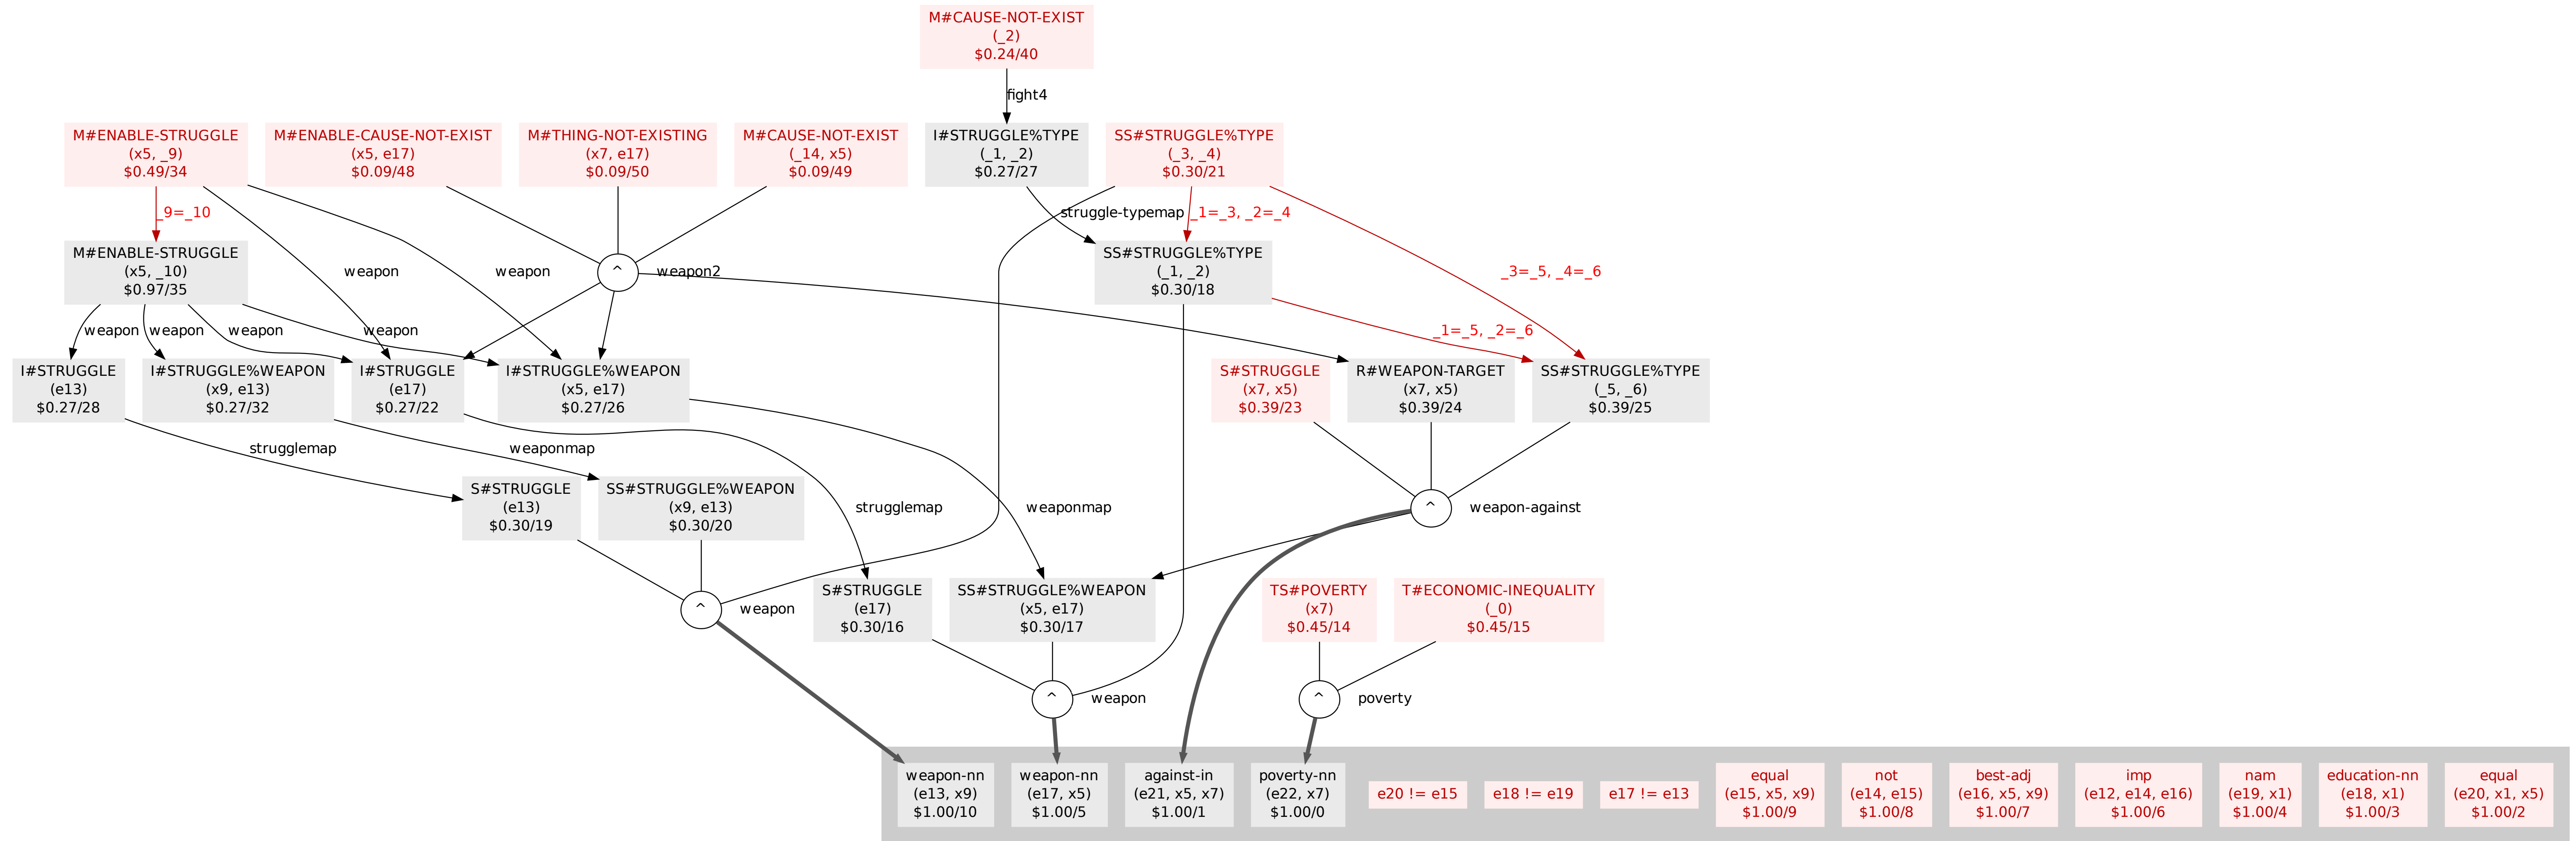 M#CAUSE-NOT-EXIST
(_2)
$0.24/40
fight4
M#ENABLE-STRUGGLE
(x5, _9)
$0.49/34
M#ENABLE-CAUSE-NOT-EXIST
(x5, e17)
$0.09/48
M#THING-NOT-EXISTING
(x7, e17)
$0.09/50
M#CAUSE-NOT-EXIST
(_14, x5)
$0.09/49
I#STRUGGLE%TYPE
(_1, _2)
$0.27/27
SS#STRUGGLE%TYPE
(_3, _4)
$0.30/21
_9=_10
struggle-typemap
_1=_3, _2=_4
M#ENABLE-STRUGGLE
(x5, _10)
$0.97/35
weapon
weapon
^
weapon2
SS#STRUGGLE%TYPE
(_1, _2)
$0.30/18
_3=_5, _4=_6
weapon
weapon
weapon
weapon
_1=_5, _2=_6
I#STRUGGLE
(e13)
$0.27/28
I#STRUGGLE%WEAPON
(x9, e13)
$0.27/32
I#STRUGGLE
(e17)
$0.27/22
I#STRUGGLE%WEAPON
(x5, e17)
$0.27/26
S#STRUGGLE
(x7, x5)
$0.39/23
R#WEAPON-TARGET
(x7, x5)
$0.39/24
SS#STRUGGLE%TYPE
(_5, _6)
$0.39/25
strugglemap
weaponmap
S#STRUGGLE
(e13)
$0.30/19
SS#STRUGGLE%WEAPON
(x9, e13)
$0.30/20
strugglemap
weaponmap
^
weapon-against
^
weapon
S#STRUGGLE
(e17)
$0.30/16
SS#STRUGGLE%WEAPON
(x5, e17)
$0.30/17
TS#POVERTY
(x7)
$0.45/14
T#ECONOMIC-INEQUALITY
(_0)
$0.45/15
^
weapon
^
poverty
weapon-nn
(e13, x9)
$1.00/10
weapon-nn
(e17, x5)
$1.00/5
against-in
(e21, x5, x7)
$1.00/1
poverty-nn
(e22, x7)
$1.00/0
e20 != e15
e18 != e19
e17 != e13
equal
(e15, x5, x9)
$1.00/9
not
(e14, e15)
$1.00/8
best-adj
(e16, x5, x9)
$1.00/7
imp
(e12, e14, e16)
$1.00/6
nam
(e19, x1)
$1.00/4
education-nn
(e18, x1)
$1.00/3
equal
(e20, x1, x5)
$1.00/2